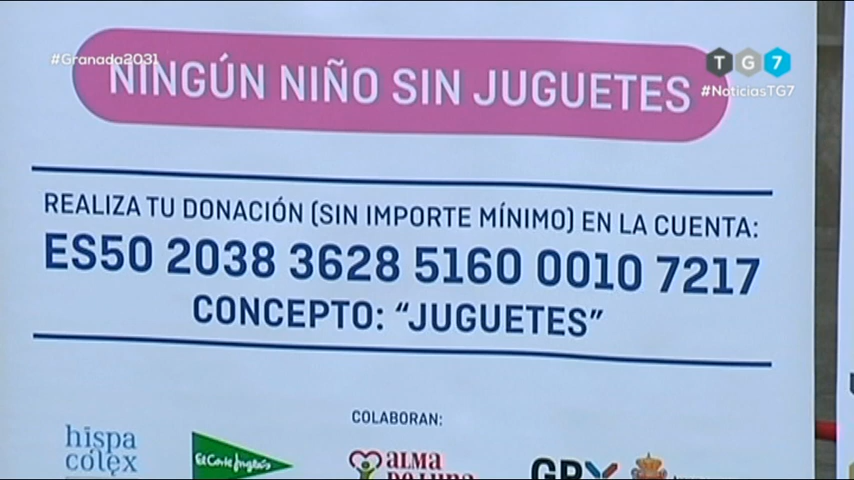 #Granada2031
TG7
#NoticiasTG7
NINGÚN NIÑO SIN JUGUETES
REALIZA TU DONACIÓN (SIN IMPORTE MÍNIMO) EN LA CUENTA:
ES50 2038 3628 5160 0010 7217
CONCEPTO: “JUGUETES”
COLABORAN:
hispa
colex
El Corte Inglés
ALMA